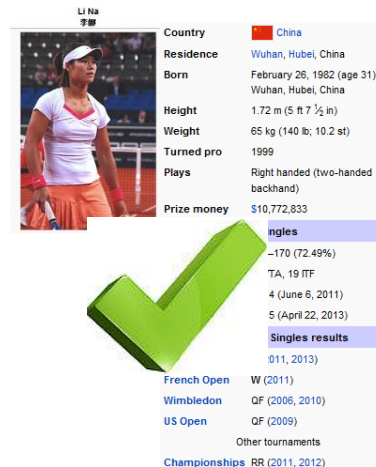 Li Na
李娜
Country China
Residence Wuhan, Hubei, China
Born February 26, 1982 (age 31)
Wuhan, Hubei, China
Height 1.72 m (5 ft 7 1⁄2 in)
Weight 65 kg (140 lb; 10.2 st)
Turned pro 1999
Plays Right handed (two-handed
backhand)
Prize money $10,772,833
ngles
–170 (72.49%)
TA, 19 ITF
4 (June 6, 2011)
5 (April 22, 2013)
Singles results
2011, 2013)
French Open W (2011)
Wimbledon QF (2006, 2010)
US Open QF (2009)
Other tournaments
Championships RR (2011, 2012)